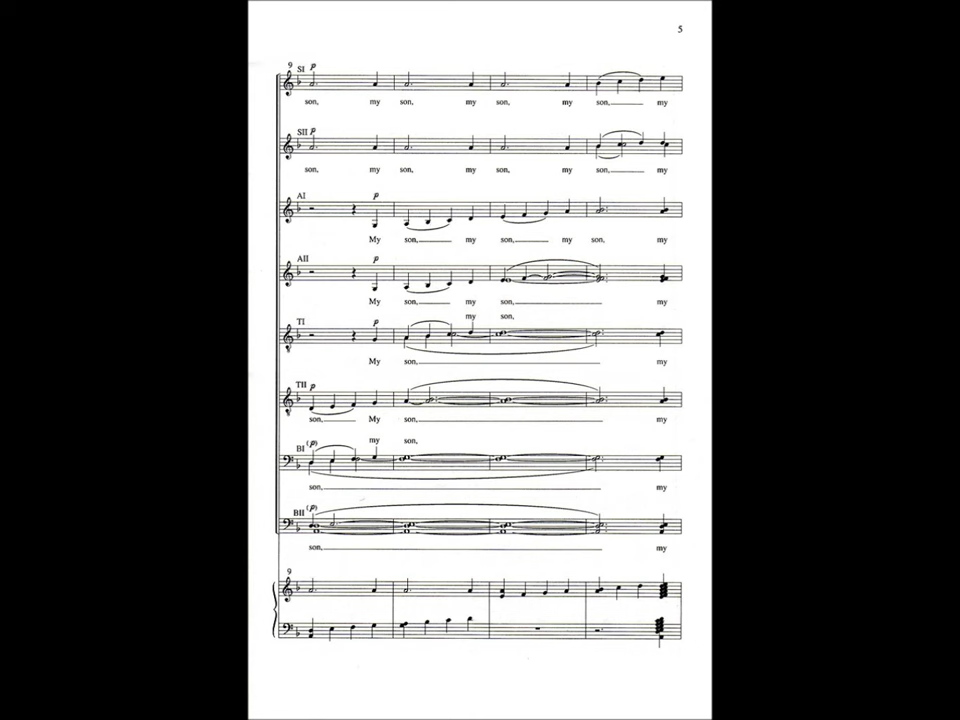 5
9
SI p
son, my son, my son, my son, my
SII p
son, my son, my son, my son, my
AI p
My son, my son, my son, my
AII p
My son, my son, my
my son,
TI p
My son, my
TII p
son, My son, my
my son,
BI (p)
son, my
BII (p)
son, my
9